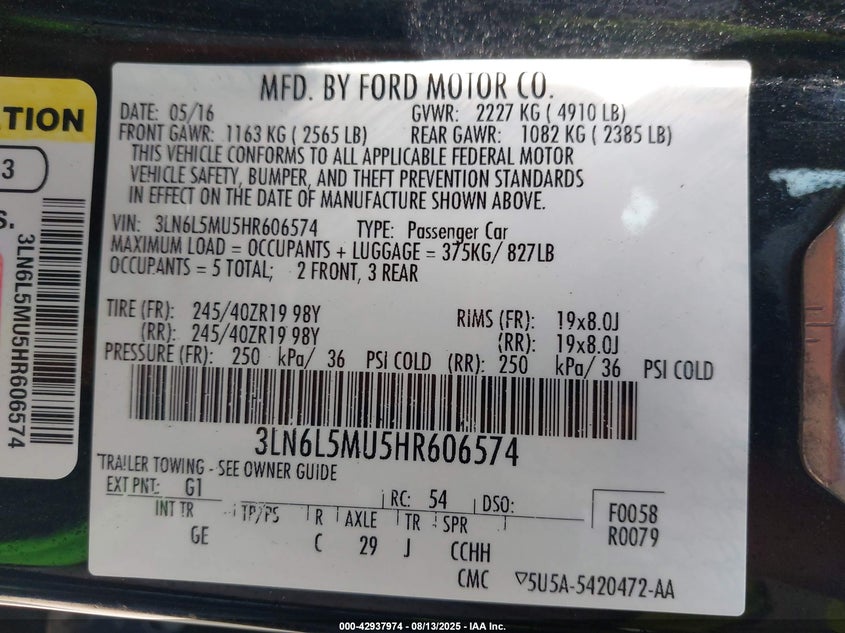 MFD. BY FORD MOTOR CO.
DATE: 05/16 GVWR: 2227 KG ( 4910 LB)
FRONT GAWR: 1163 KG ( 2565 LB) REAR GAWR: 1082 KG ( 2385 LB)
THIS VEHICLE CONFORMS TO ALL APPLICABLE FEDERAL MOTOR
VEHICLE SAFETY, BUMPER, AND THEFT PREVENTION STANDARDS
IN EFFECT ON THE DATE OF MANUFACTURE SHOWN ABOVE.
VIN: 3LN6L5MU5HR606574 TYPE: Passenger Car
MAXIMUM LOAD = OCCUPANTS + LUGGAGE = 375KG/ 827LB
OCCUPANTS = 5 TOTAL; 2 FRONT, 3 REAR
TIRE (FR): 245/40ZR19 98Y RIMS (FR): 19x8.0J
(RR): 245/40ZR19 98Y (RR): 19x8.0J
PRESSURE (FR): 250 kPa/ 36 PSI COLD (RR): 250 kPa/ 36 PSI COLD
3LN6L5MU5HR606574
TRAILER TOWING - SEE OWNER GUIDE
EXT PNT: G1 RC: 54 DSO: F0058
INT TR TP/PS R AXLE TR SPR R0079
GE C 29 J CCHH
CMC 5U5A-5420472-AA
TION
3
S.
3LN6L5MU5HR606574
000-42937974 - 08/13/2025 - IAA Inc.